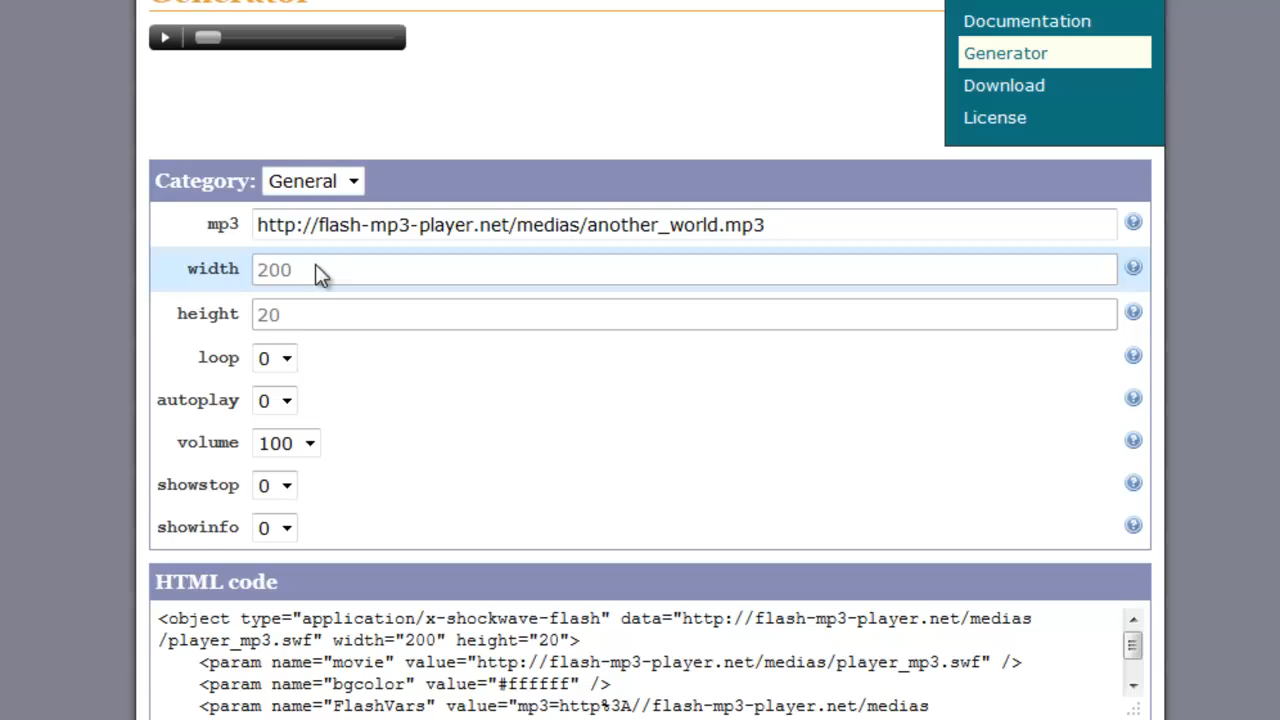 Generator
Documentation
Generator
Download
License
Category: General
mp3 http://flash-mp3-player.net/medias/another_world.mp3
width 200
height 20
loop 0
autoplay 0
volume 100
showstop 0
showinfo 0
HTML code
<object type="application/x-shockwave-flash" data="http://flash-mp3-player.net/medias
/player_mp3.swf" width="200" height="20">
<param name="movie" value="http://flash-mp3-player.net/medias/player_mp3.swf" />
<param name="bgcolor" value="#ffffff" />
<param name="FlashVars" value="mp3=http%3A//flash-mp3-player.net/medias